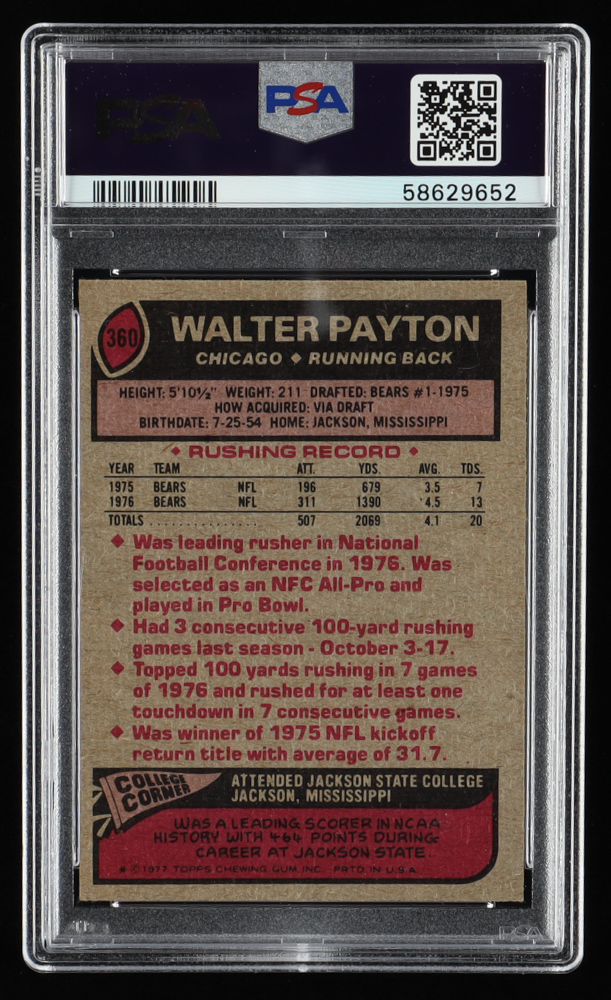 PSA
PSA
58629652
360
WALTER PAYTON
CHICAGO ◆ RUNNING BACK
HEIGHT: 5'10½" WEIGHT: 211 DRAFTED: BEARS #1-1975
HOW ACQUIRED: VIA DRAFT
BIRTHDATE: 7-25-54 HOME: JACKSON, MISSISSIPPI
◆ RUSHING RECORD ◆
YEAR TEAM ATT. YDS. AVG. TDS.
1975 BEARS NFL 196 679 3.5 7
1976 BEARS NFL 311 1390 4.5 13
TOTALS . . . . . . . . . . . . . . . 507 2069 4.1 20
◆ Was leading rusher in National
Football Conference in 1976. Was
selected as an NFC All-Pro and
played in Pro Bowl.
◆ Had 3 consecutive 100-yard rushing
games last season - October 3-17.
◆ Topped 100 yards rushing in 7 games
of 1976 and rushed for at least one
touchdown in 7 consecutive games.
◆ Was winner of 1975 NFL kickoff
return title with average of 31.7.
COLLEGE
CORNER
ATTENDED JACKSON STATE COLLEGE
JACKSON, MISSISSIPPI
WAS A LEADING SCORER IN NCAA
HISTORY WITH 464 POINTS DURING
CAREER AT JACKSON STATE.
* © 1977 TOPPS CHEWING GUM, INC. PRTD. IN U.S.A.
PSA